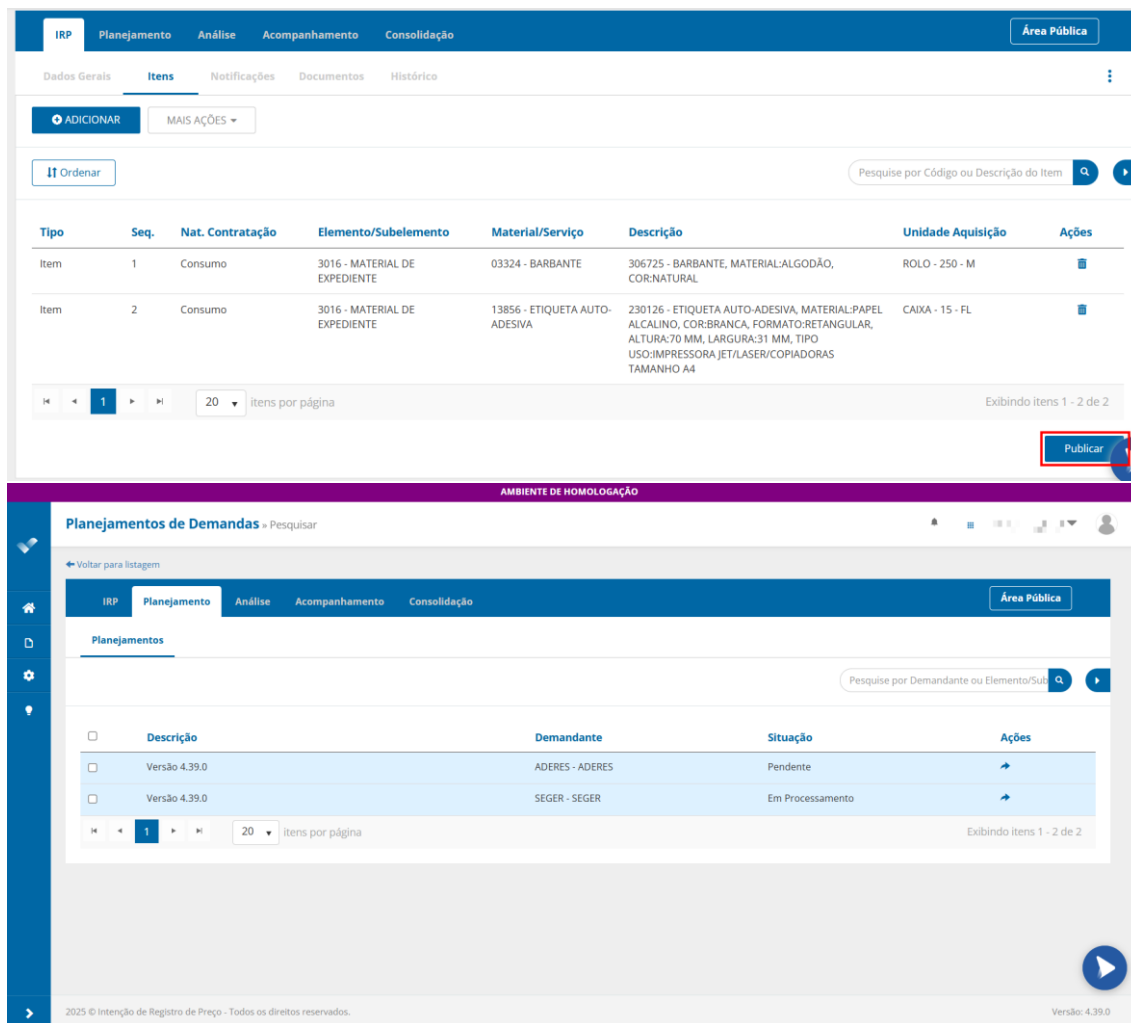 IRP Planejamento Análise Acompanhamento Consolidação Área Pública
Dados Gerais Itens Notificações Documentos Histórico
ADICIONAR MAIS AÇÕES
Ordenar Pesquise por Código ou Descrição do Item
Tipo Seq. Nat. Contratação Elemento/Subelemento Material/Serviço Descrição Unidade Aquisição Ações
Item 1 Consumo 3016 - MATERIAL DE 03324 - BARBANTE 306725 - BARBANTE, MATERIAL:ALGODÃO, ROLO - 250 - M
EXPEDIENTE COR:NATURAL
Item 2 Consumo 3016 - MATERIAL DE 13856 - ETIQUETA AUTO- 230126 - ETIQUETA AUTO-ADESIVA, MATERIAL:PAPEL CAIXA - 15 - FL
EXPEDIENTE ADESIVA ALCALINO, COR:BRANCA, FORMATO:RETANGULAR,
ALTURA:70 MM, LARGURA:31 MM, TIPO
USO:IMPRESSORA JET/LASER/COPIADORAS
TAMANHO A4
1 20 itens por página Exibindo itens 1 - 2 de 2
Publicar
AMBIENTE DE HOMOLOGAÇÃO
Planejamentos de Demandas » Pesquisar
Voltar para listagem
IRP Planejamento Análise Acompanhamento Consolidação Área Pública
Planejamentos
Pesquise por Demandante ou Elemento/Sub
Descrição Demandante Situação Ações
Versão 4.39.0 ADERES - ADERES Pendente
Versão 4.39.0 SEGER - SEGER Em Processamento
1 20 itens por página Exibindo itens 1 - 2 de 2
2025 © Intenção de Registro de Preço - Todos os direitos reservados. Versão: 4.39.0